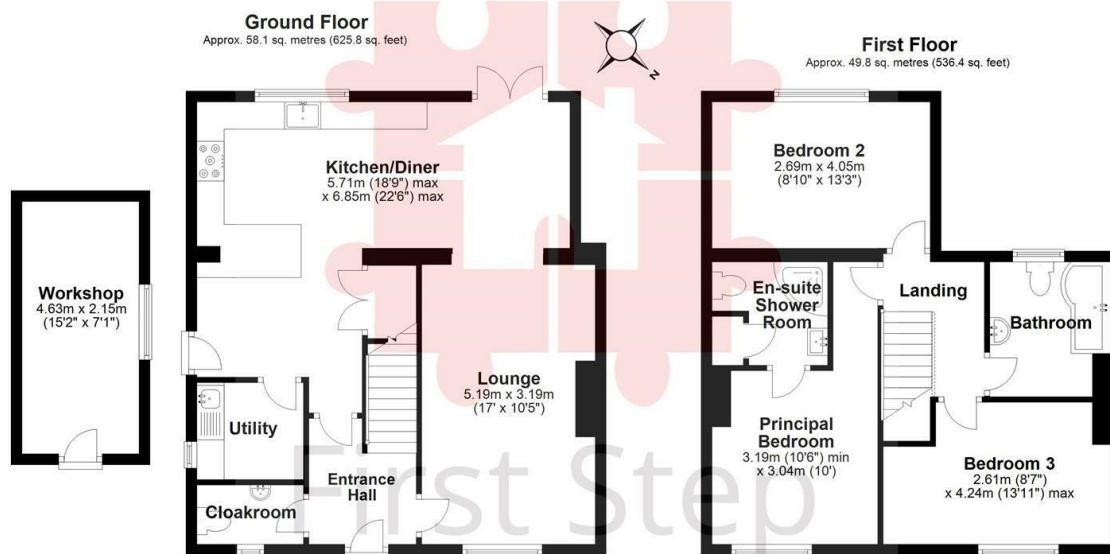 Ground Floor
Approx. 58.1 sq. metres (625.8 sq. feet)
Kitchen/Diner
5.71m (18'9") max
x 6.85m (22'6") max
Workshop
4.63m x 2.15m
(15'2" x 7'1")
Lounge
5.19m x 3.19m
(17' x 10'5")
Utility
Entrance
Hall
Cloakroom
N
First Floor
Approx. 49.8 sq. metres (536.4 sq. feet)
Bedroom 2
2.69m x 4.05m
(8'10" x 13'3")
En-suite
Shower
Room
Landing
Bathroom
Principal
Bedroom
3.19m (10'6") min
x 3.04m (10')
Bedroom 3
2.61m (8'7")
x 4.24m (13'11") max
First Step